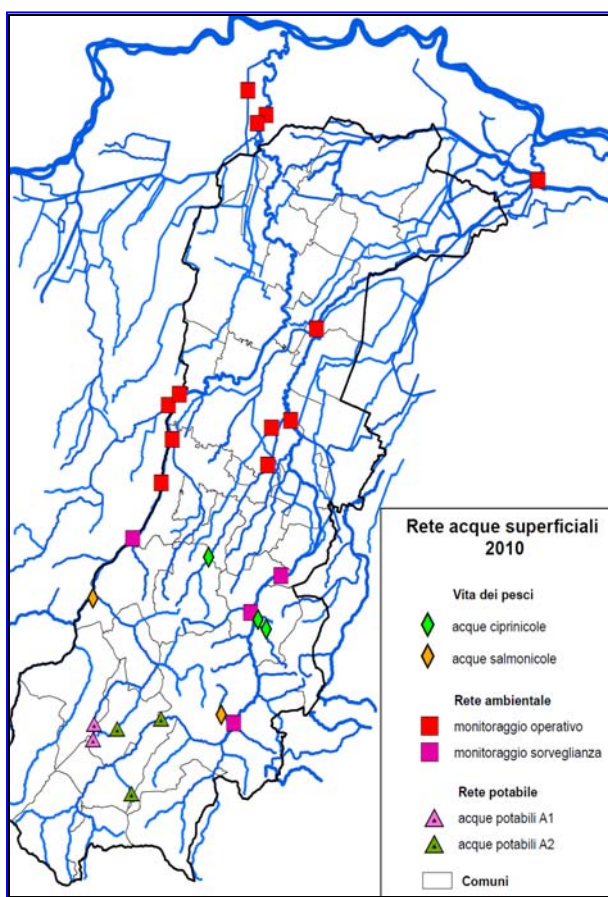 Rete acque superficiali
2010
Vita dei pesci
acque ciprinicole
acque salmonicole
Rete ambientale
monitoraggio operativo
monitoraggio sorveglianza
Rete potabile
acque potabili A1
acque potabili A2
Comuni